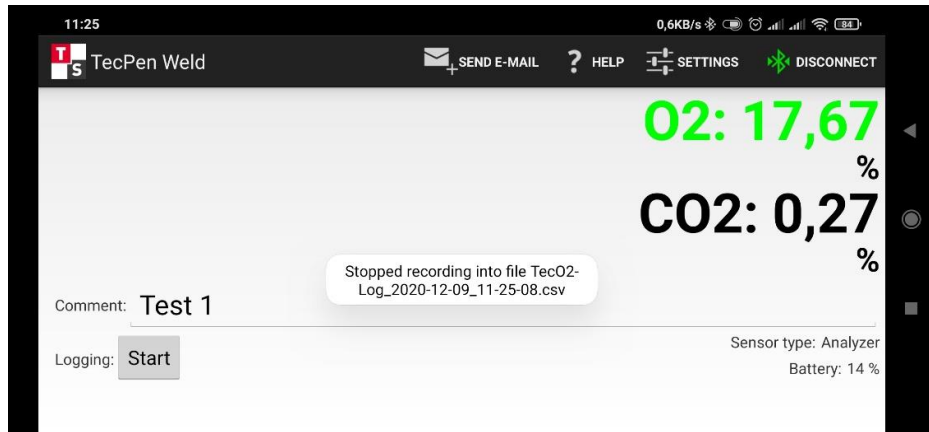 11:25
0,6KB/s
84
TS
TecPen Weld
SEND E-MAIL
? HELP
SETTINGS
DISCONNECT
O2: 17,67
%
CO2: 0,27
%
Stopped recording into file TecO2-
Log_2020-12-09_11-25-08.csv
Comment: Test 1
Logging: Start
Sensor type: Analyzer
Battery: 14 %